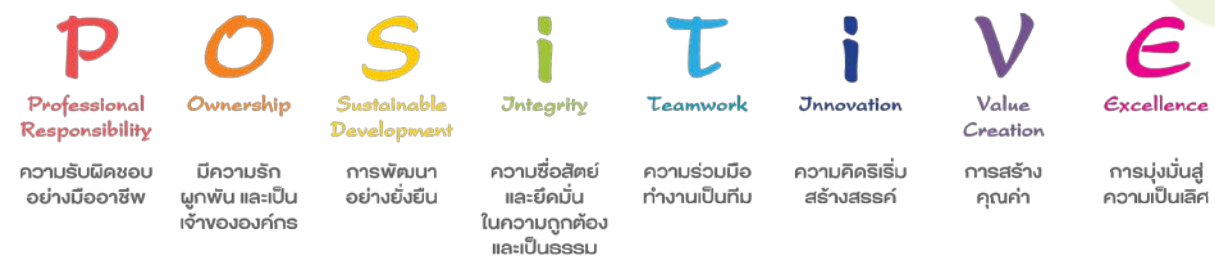 P
Professional
Responsibility
ความรับผิดชอบ
อย่างมืออาชีพ
O
Ownership
มีความรัก
ผูกพัน และเป็น
เจ้าขององค์กร
S
Sustainable
Development
การพัฒนา
อย่างยั่งยืน
i
Integrity
ความซื่อสัตย์
และยึดมั่น
ในความถูกต้อง
และเป็นธรรม
T
Teamwork
ความร่วมมือ
ทำงานเป็นทีม
i
Innovation
ความคิดริเริ่ม
สร้างสรรค์
V
Value
Creation
การสร้าง
คุณค่า
E
Excellence
การมุ่งมั่นสู่
ความเป็นเลิศ